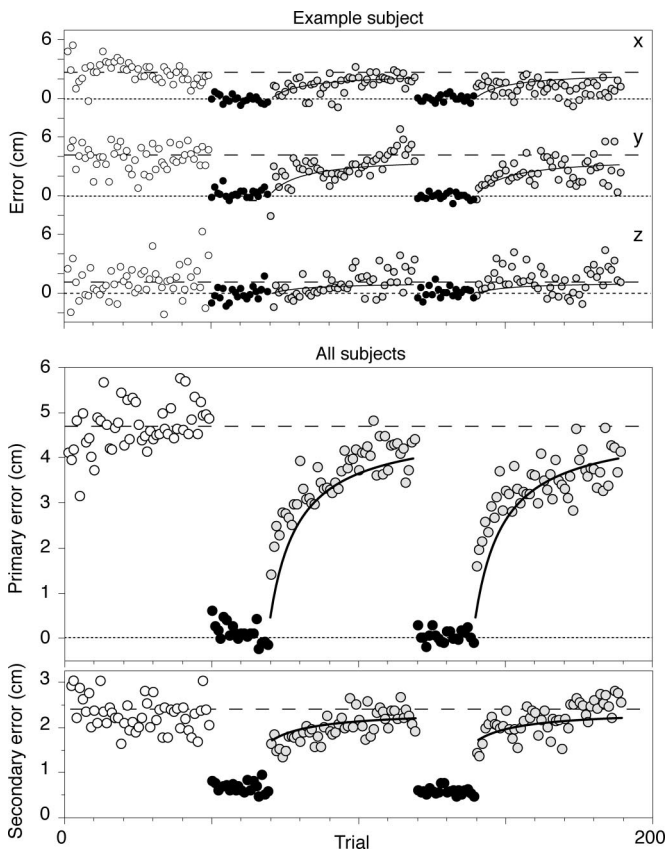 Example subject
6
x
0
6
y
Error (cm)
0
6
z
0
All subjects
6
5
4
Primary error (cm)
3
2
1
0
3
2
Secondary error (cm)
1
0
0
Trial
200